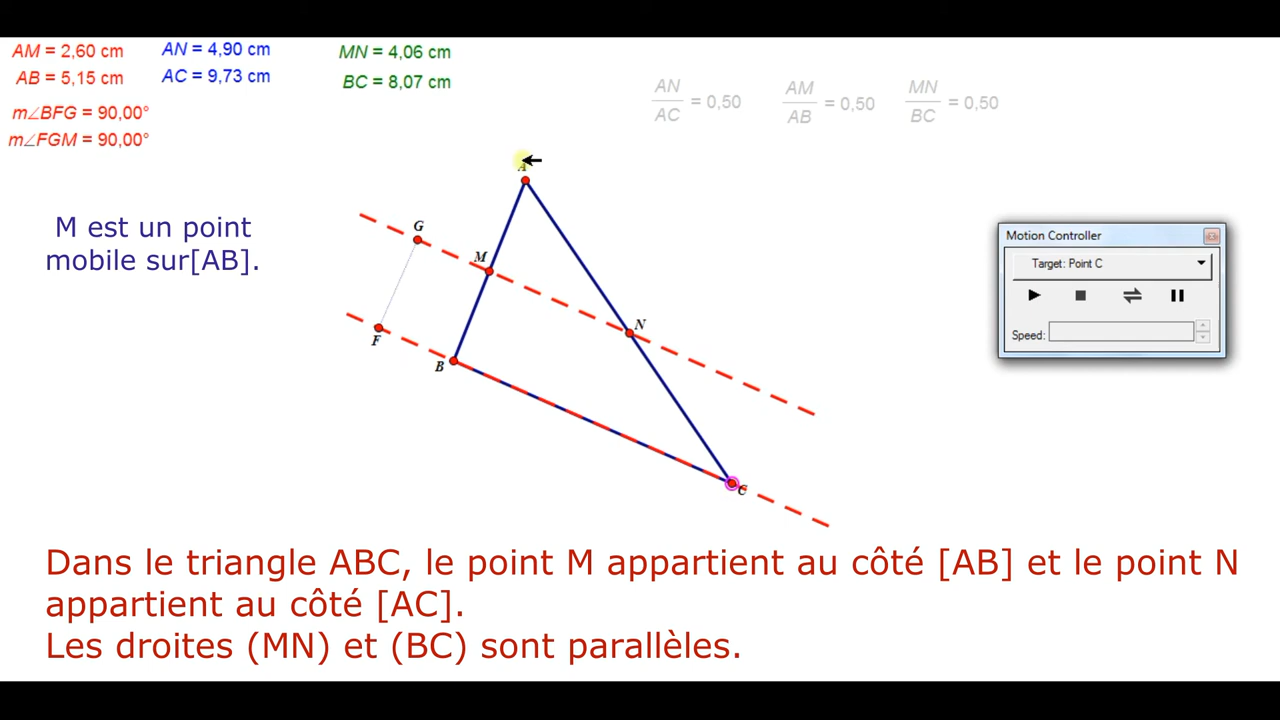 AM = 2,60 cm
AN = 4,90 cm
MN = 4,06 cm
AB = 5,15 cm
AC = 9,73 cm
BC = 8,07 cm
m∠BFG = 90,00°
m∠FGM = 90,00°
AN/AC = 0,50
AM/AB = 0,50
MN/BC = 0,50
M est un point
mobile sur[AB].
A
G
M
N
F
B
C
Motion Controller
Target: Point C
Speed:
Dans le triangle ABC, le point M appartient au côté [AB] et le point N
appartient au côté [AC].
Les droites (MN) et (BC) sont parallèles.